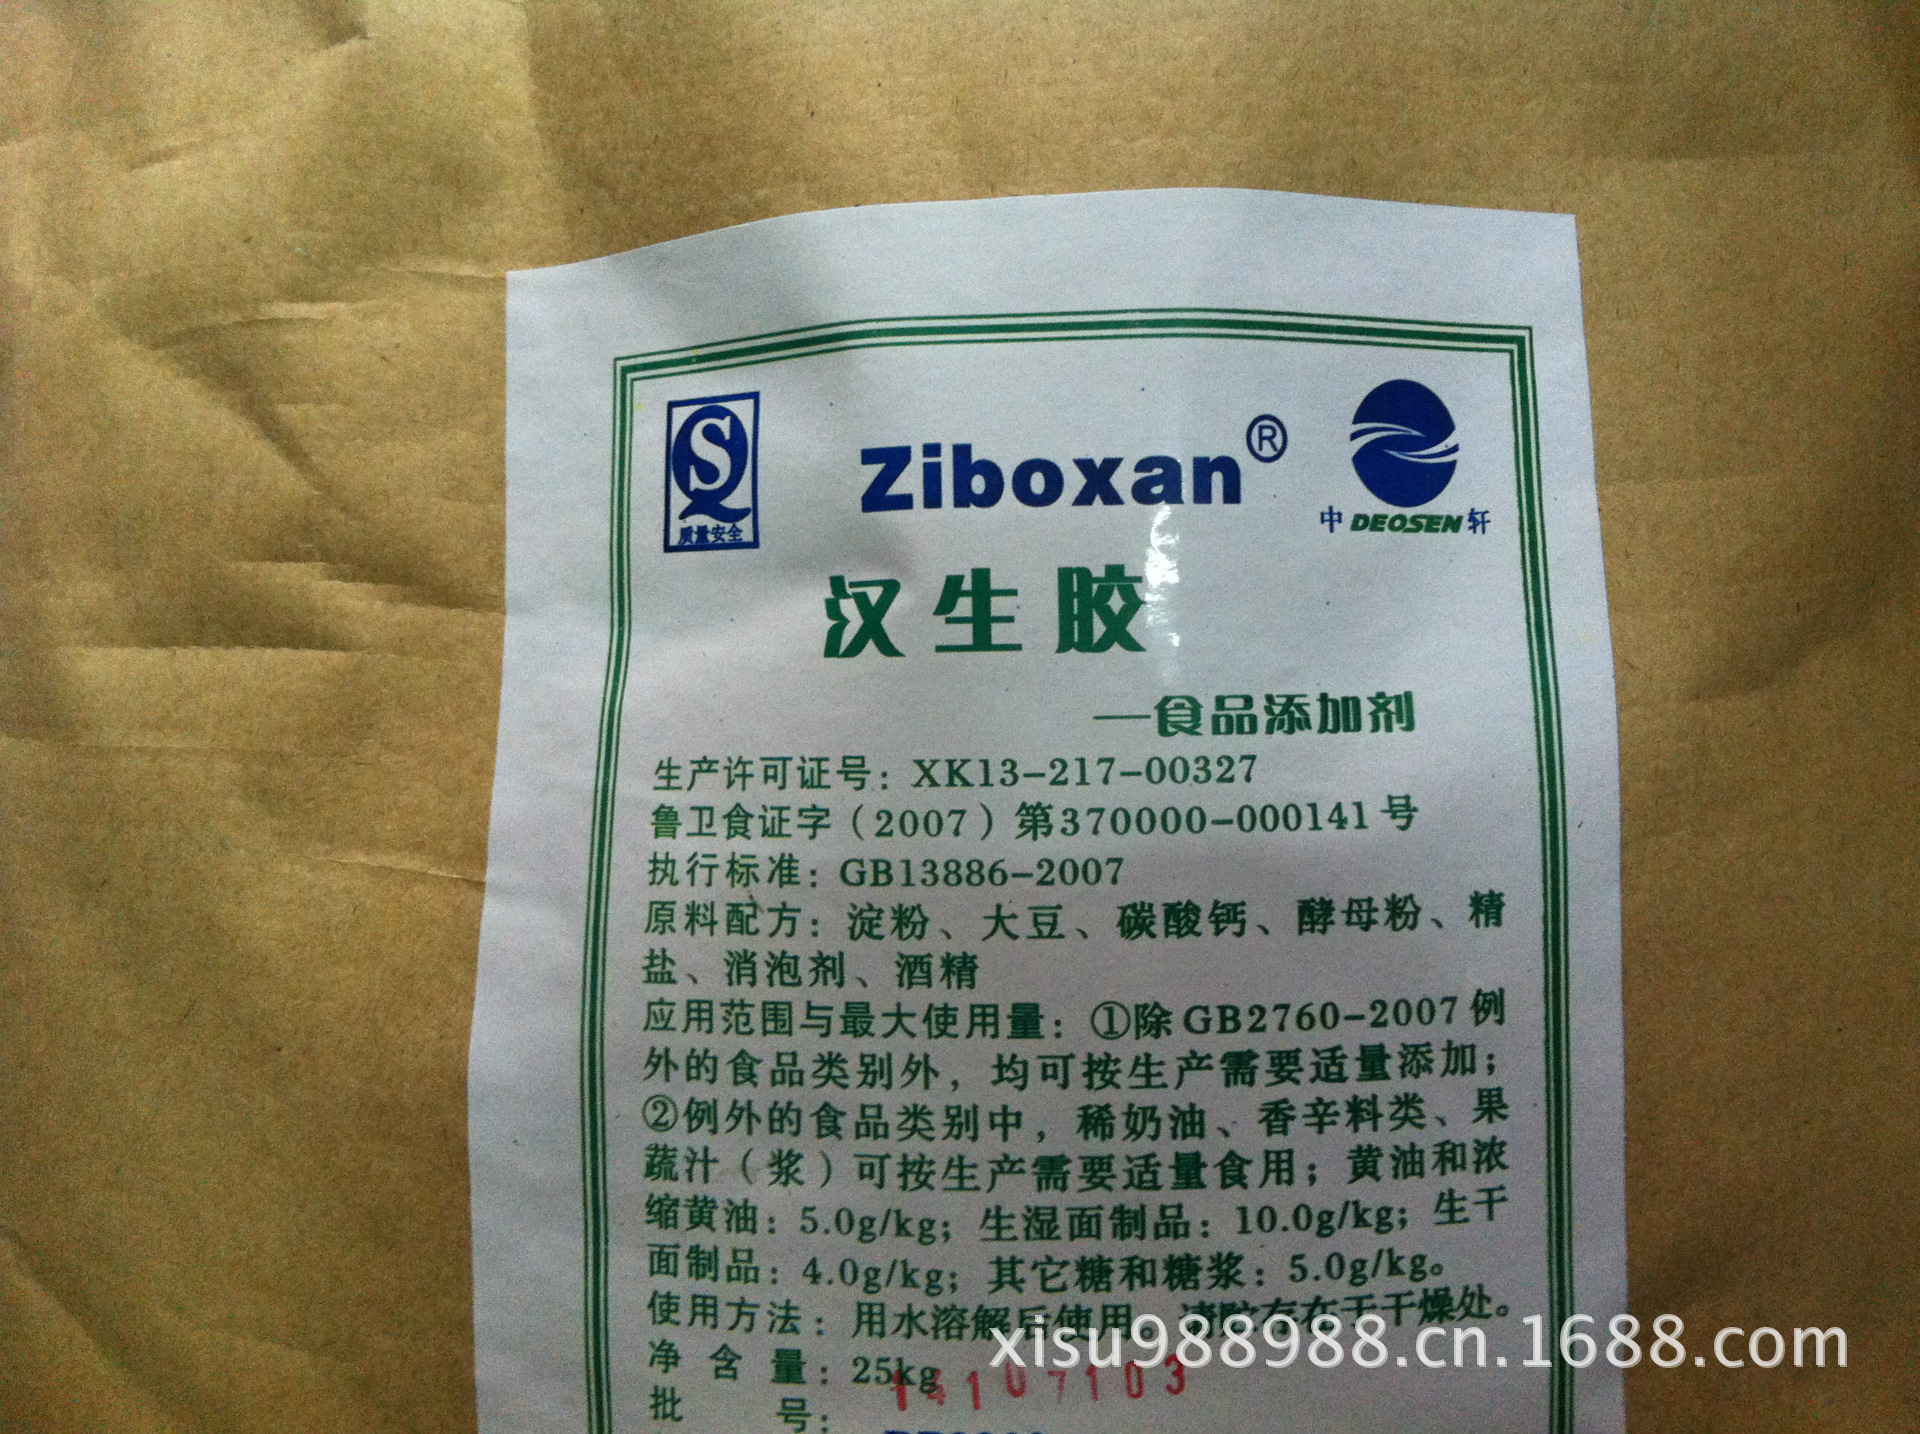 QS
质量安全
Ziboxan®
中 DEOSEN 轩
汉生胶
—食品添加剂
生产许可证号：XK13-217-00327
鲁卫食证字（2007）第370000-000141号
执行标准：GB13886-2007
原料配方：淀粉、大豆、碳酸钙、酵母粉、精
盐、消泡剂、酒精
应用范围与最大使用量：①除GB2760-2007例
外的食品类别外，均可按生产需要适量添加；
②例外的食品类别中，稀奶油、香辛料类、果
蔬汁（浆）可按生产需要适量食用；黄油和浓
缩黄油：5.0g/kg；生湿面制品：10.0g/kg；生干
面制品：4.0g/kg；其它糖和糖浆：5.0g/kg。
使用方法：用水溶解后使用。请贮存在于干燥处。
xisu988988.cn.1688.com
净含量：25kg
14107103
批号：